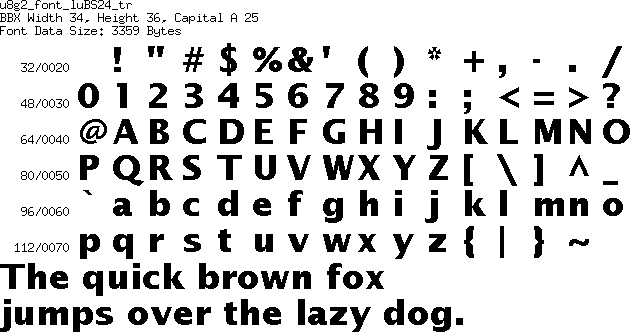 u8g2_font_luBS24_tr
BBX Width 34, Height 36, Capital A 25
Font Data Size: 3359 Bytes
32/0020 ! " # $ % & ' ( ) * + , - . /
48/0030 0 1 2 3 4 5 6 7 8 9 : ; < = > ?
64/0040 @ A B C D E F G H I J K L M N O
80/0050 P Q R S T U V W X Y Z [ \ ] ^ _
96/0060 ` a b c d e f g h i j k l m n o
112/0070 p q r s t u v w x y z { | } ~
The quick brown fox
jumps over the lazy dog.